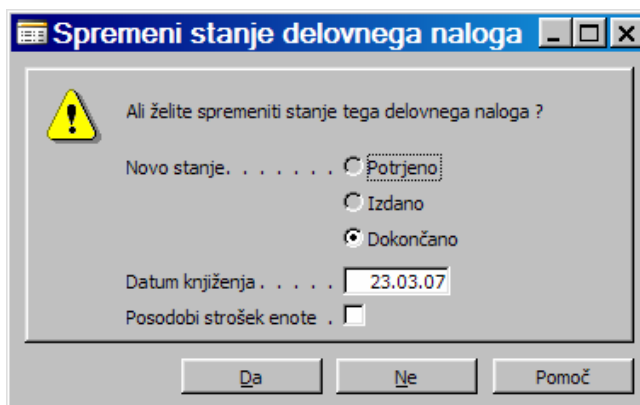 Spremeni stanje delovnega naloga
Ali želite spremeniti stanje tega delovnega naloga ?
Novo stanje. . . . . . . Potrjeno
Izdano
Dokončano
Datum knjiženja . . . . . 23.03.07
Posodobi strošek enote .
Da Ne Pomoč